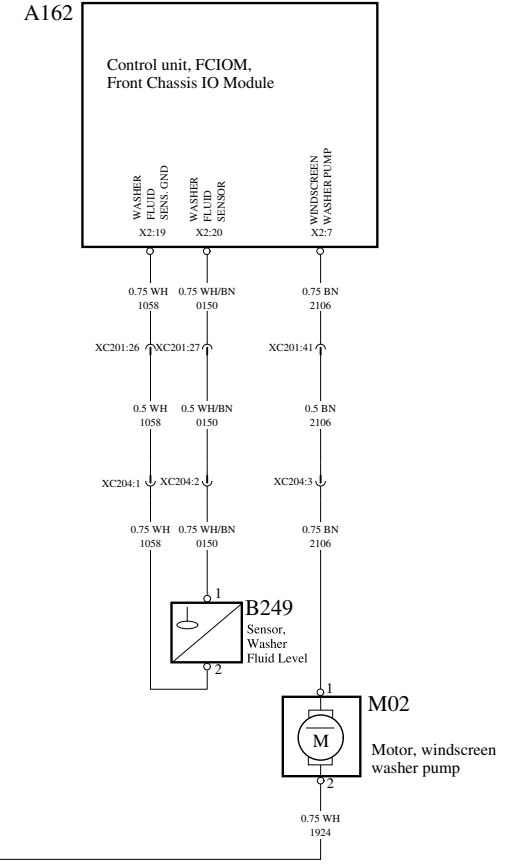 A162
Control unit, FCIOM,
Front Chassis IO Module
WASHER
FLUID
SENS. GND
WASHER
FLUID
SENSOR
WINDSCREEN
WASHER PUMP
X2:19
X2:20
X2:7
0.75 WH
1058
0.75 WH/BN
0150
0.75 BN
2106
XC201:26
XC201:27
XC201:41
0.5 WH
1058
0.5 WH/BN
0150
0.5 BN
2106
XC204:1
XC204:2
XC204:3
0.75 WH
1058
0.75 WH/BN
0150
0.75 BN
2106
1
B249
Sensor,
Washer
Fluid Level
2
1
M02
M
Motor, windscreen
washer pump
2
0.75 WH
1924